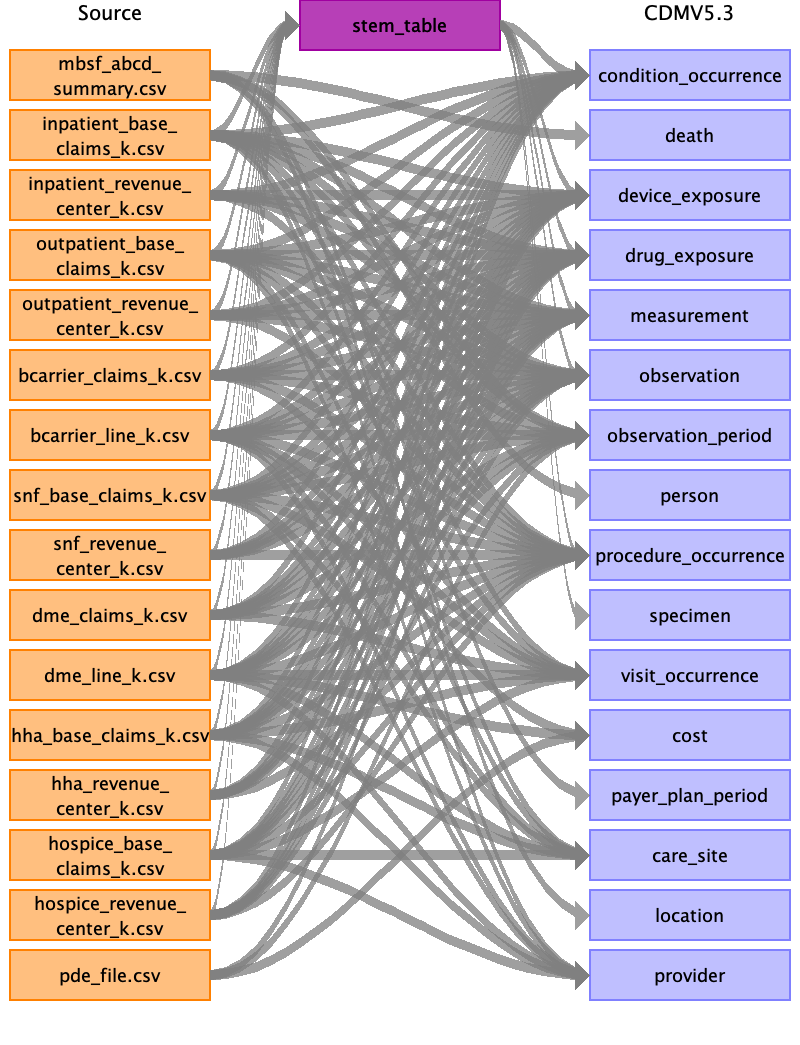 Source
stem_table
CDMV5.3
mbsf_abcd_
summary.csv
condition_occurrence
inpatient_base_
claims_k.csv
death
inpatient_revenue_
center_k.csv
device_exposure
outpatient_base_
claims_k.csv
drug_exposure
outpatient_revenue_
center_k.csv
measurement
bcarrier_claims_k.csv
observation
bcarrier_line_k.csv
observation_period
snf_base_claims_k.csv
person
snf_revenue_
center_k.csv
procedure_occurrence
dme_claims_k.csv
specimen
dme_line_k.csv
visit_occurrence
hha_base_claims_k.csv
cost
hha_revenue_
center_k.csv
payer_plan_period
hospice_base_
claims_k.csv
care_site
hospice_revenue_
center_k.csv
location
pde_file.csv
provider